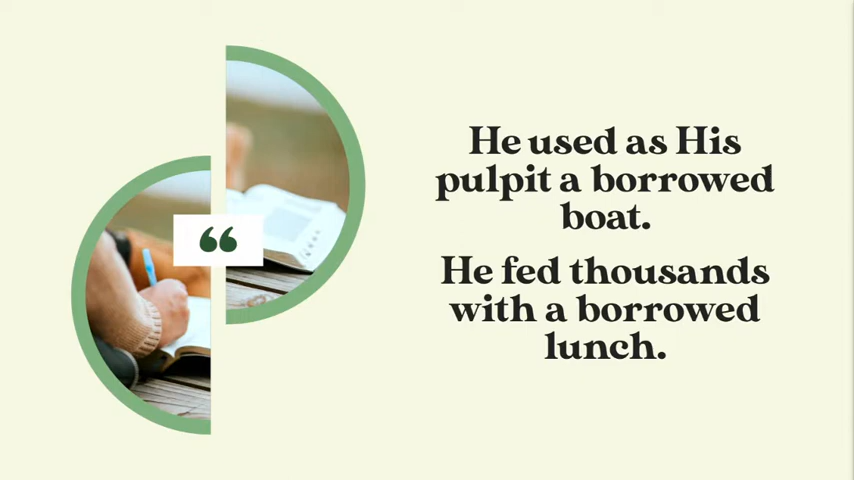 He used as His
pulpit a borrowed
boat.
He fed thousands
with a borrowed
lunch.